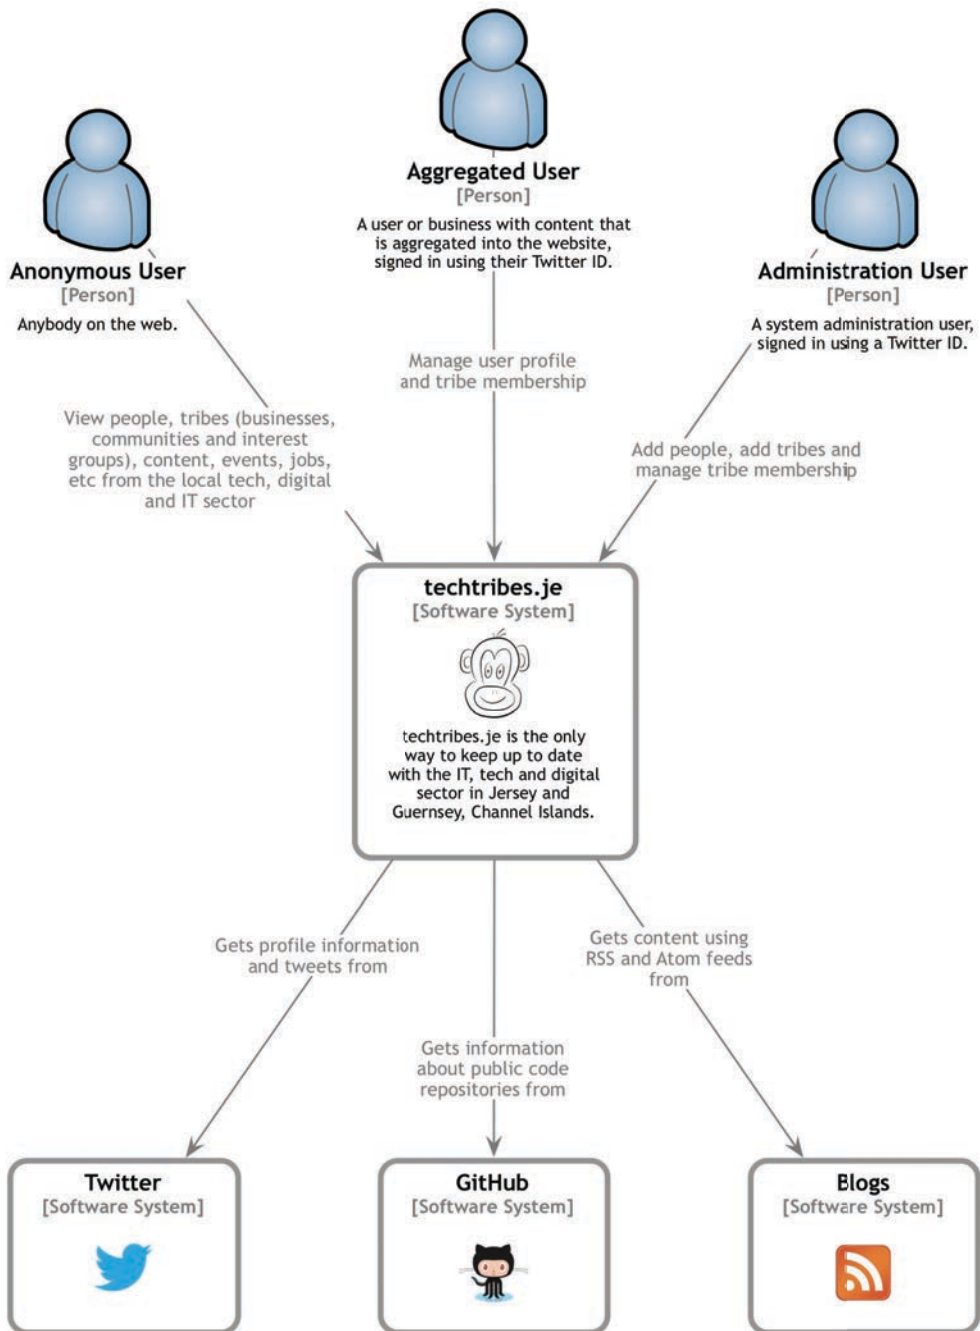 Aggregated User
[Person]
A user or business with content that
is aggregated into the website,
signed in using their Twitter ID.
Anonymous User
[Person]
Anybody on the web.
Administration User
[Person]
A system administration user,
signed in using a Twitter ID.
View people, tribes (businesses,
communities and interest
groups), content, events, jobs,
etc from the local tech, digital
and IT sector
Manage user profile
and tribe membership
Add people, add tribes and
manage tribe membership
techtribes.je
[Software System]
techtribes.je is the only
way to keep up to date
with the IT, tech and digital
sector in Jersey and
Guernsey, Channel Islands.
Gets profile information
and tweets from
Gets information
about public code
repositories from
Gets content using
RSS and Atom feeds
from
Twitter
[Software System]
GitHub
[Software System]
Blogs
[Software System]